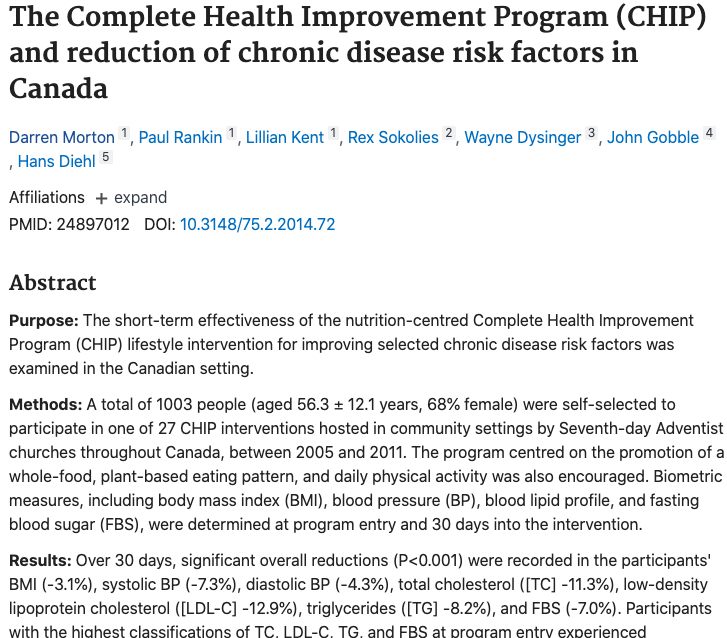 The Complete Health Improvement Program (CHIP)
and reduction of chronic disease risk factors in
Canada
Darren Morton 1, Paul Rankin 1, Lillian Kent 1, Rex Sokolies 2, Wayne Dysinger 3, John Gobble 4
, Hans Diehl 5
Affiliations + expand
PMID: 24897012 DOI: 10.3148/75.2.2014.72
Abstract
Purpose: The short-term effectiveness of the nutrition-centred Complete Health Improvement
Program (CHIP) lifestyle intervention for improving selected chronic disease risk factors was
examined in the Canadian setting.
Methods: A total of 1003 people (aged 56.3 ± 12.1 years, 68% female) were self-selected to
participate in one of 27 CHIP interventions hosted in community settings by Seventh-day Adventist
churches throughout Canada, between 2005 and 2011. The program centred on the promotion of a
whole-food, plant-based eating pattern, and daily physical activity was also encouraged. Biometric
measures, including body mass index (BMI), blood pressure (BP), blood lipid profile, and fasting
blood sugar (FBS), were determined at program entry and 30 days into the intervention.
Results: Over 30 days, significant overall reductions (P<0.001) were recorded in the participants'
BMI (-3.1%), systolic BP (-7.3%), diastolic BP (-4.3%), total cholesterol ([TC] -11.3%), low-density
lipoprotein cholesterol ([LDL-C] -12.9%), triglycerides ([TG] -8.2%), and FBS (-7.0%). Participants
with the highest classifications of TC, LDL-C, TG, and FBS at program entry experienced